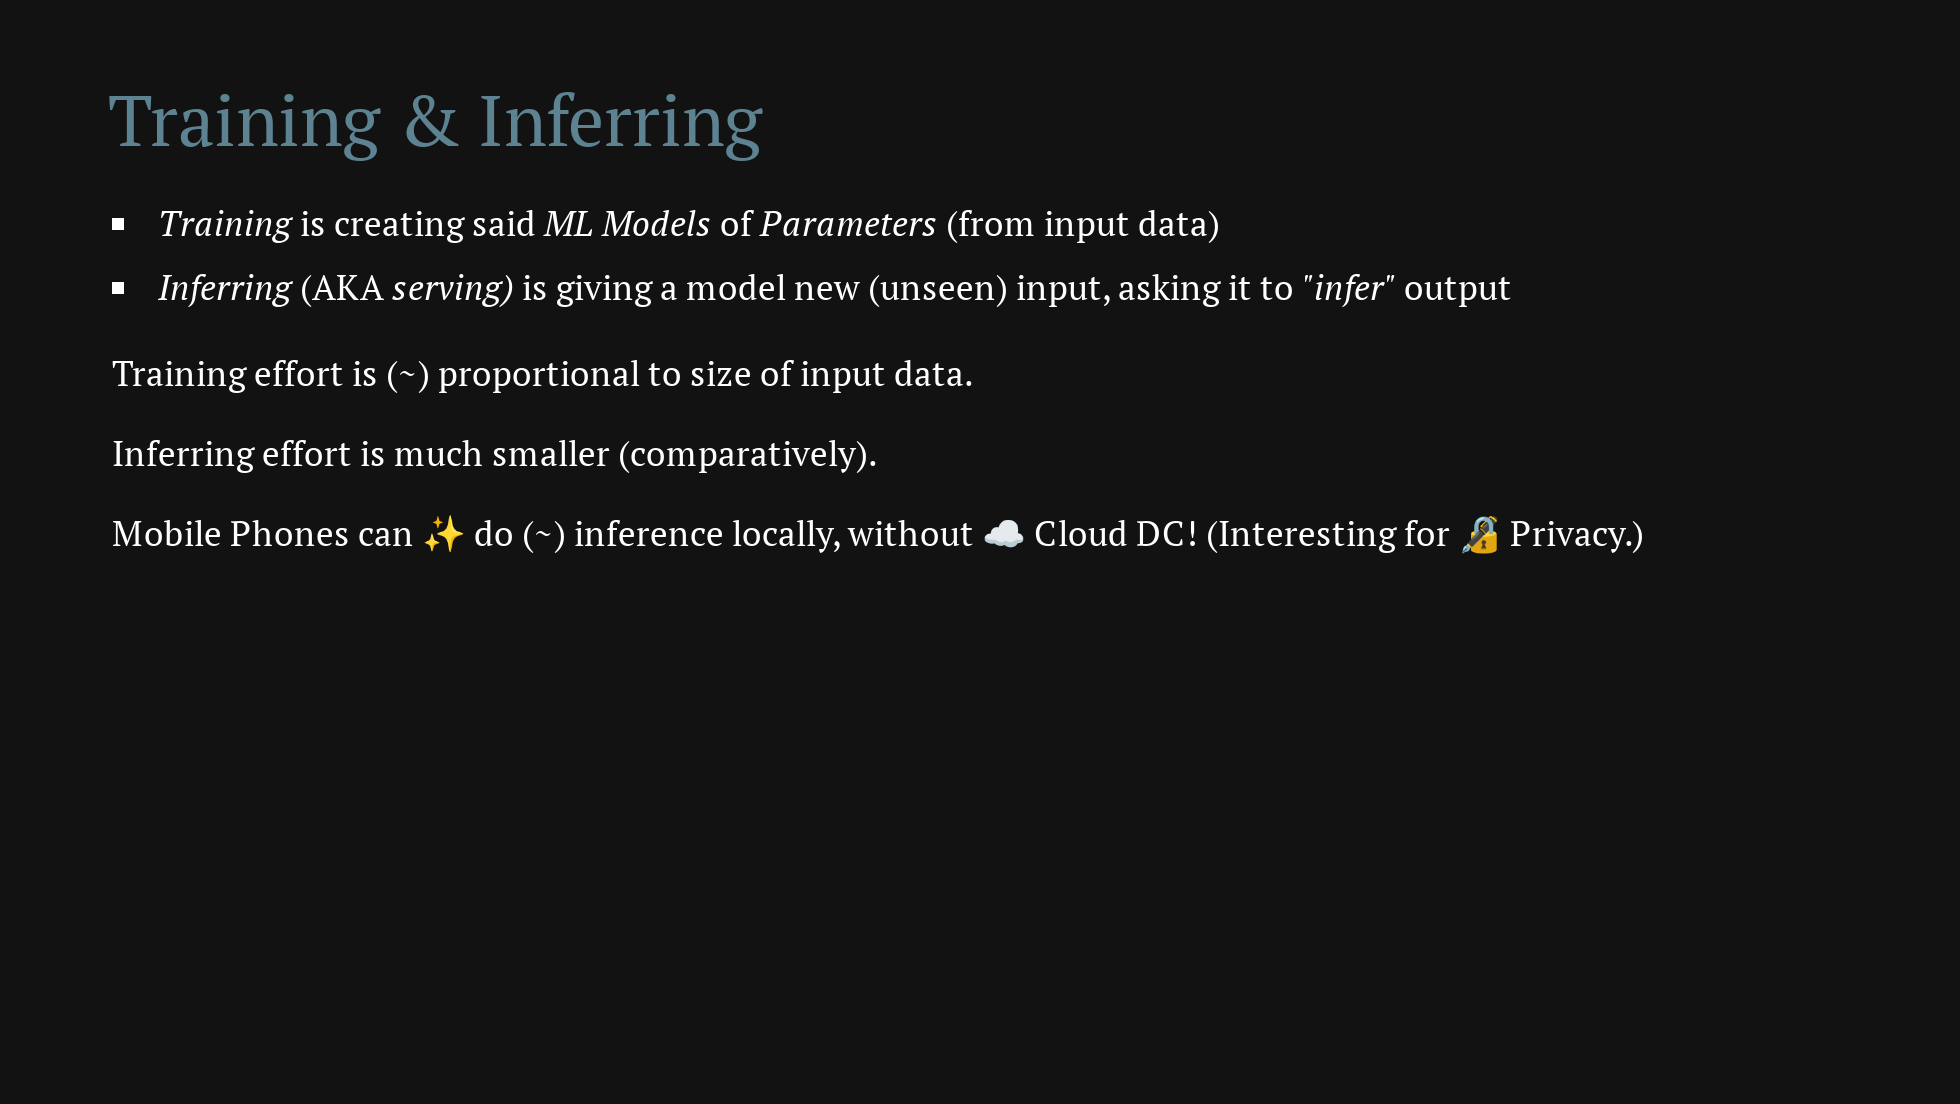 Training & Inferring
▪ Training is creating said ML Models of Parameters (from input data)
▪ Inferring (AKA serving) is giving a model new (unseen) input, asking it to "infer" output
Training effort is (~) proportional to size of input data.
Inferring effort is much smaller (comparatively).
Mobile Phones can ✨ do (~) inference locally, without ☁️ Cloud DC! (Interesting for 🔏 Privacy.)